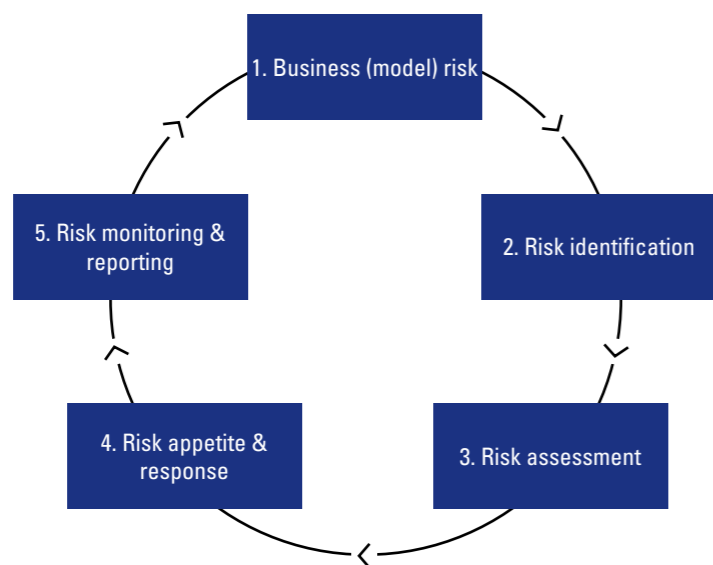 1. Business (model) risk
2. Risk identification
3. Risk assessment
4. Risk appetite &
response
5. Risk monitoring &
reporting